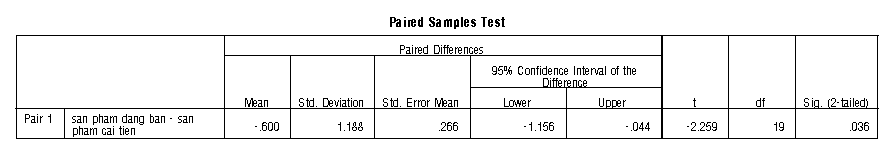 Paired Samples Test
Paired Differences
95% Confidence Interval of the
Difference
Mean Std. Deviation Std. Error Mean Lower Upper t df Sig. (2-tailed)
Pair 1 san pham dang ban - san
pham cai tien -.600 1.188 .266 -1.156 -.044 -2.259 19 .036